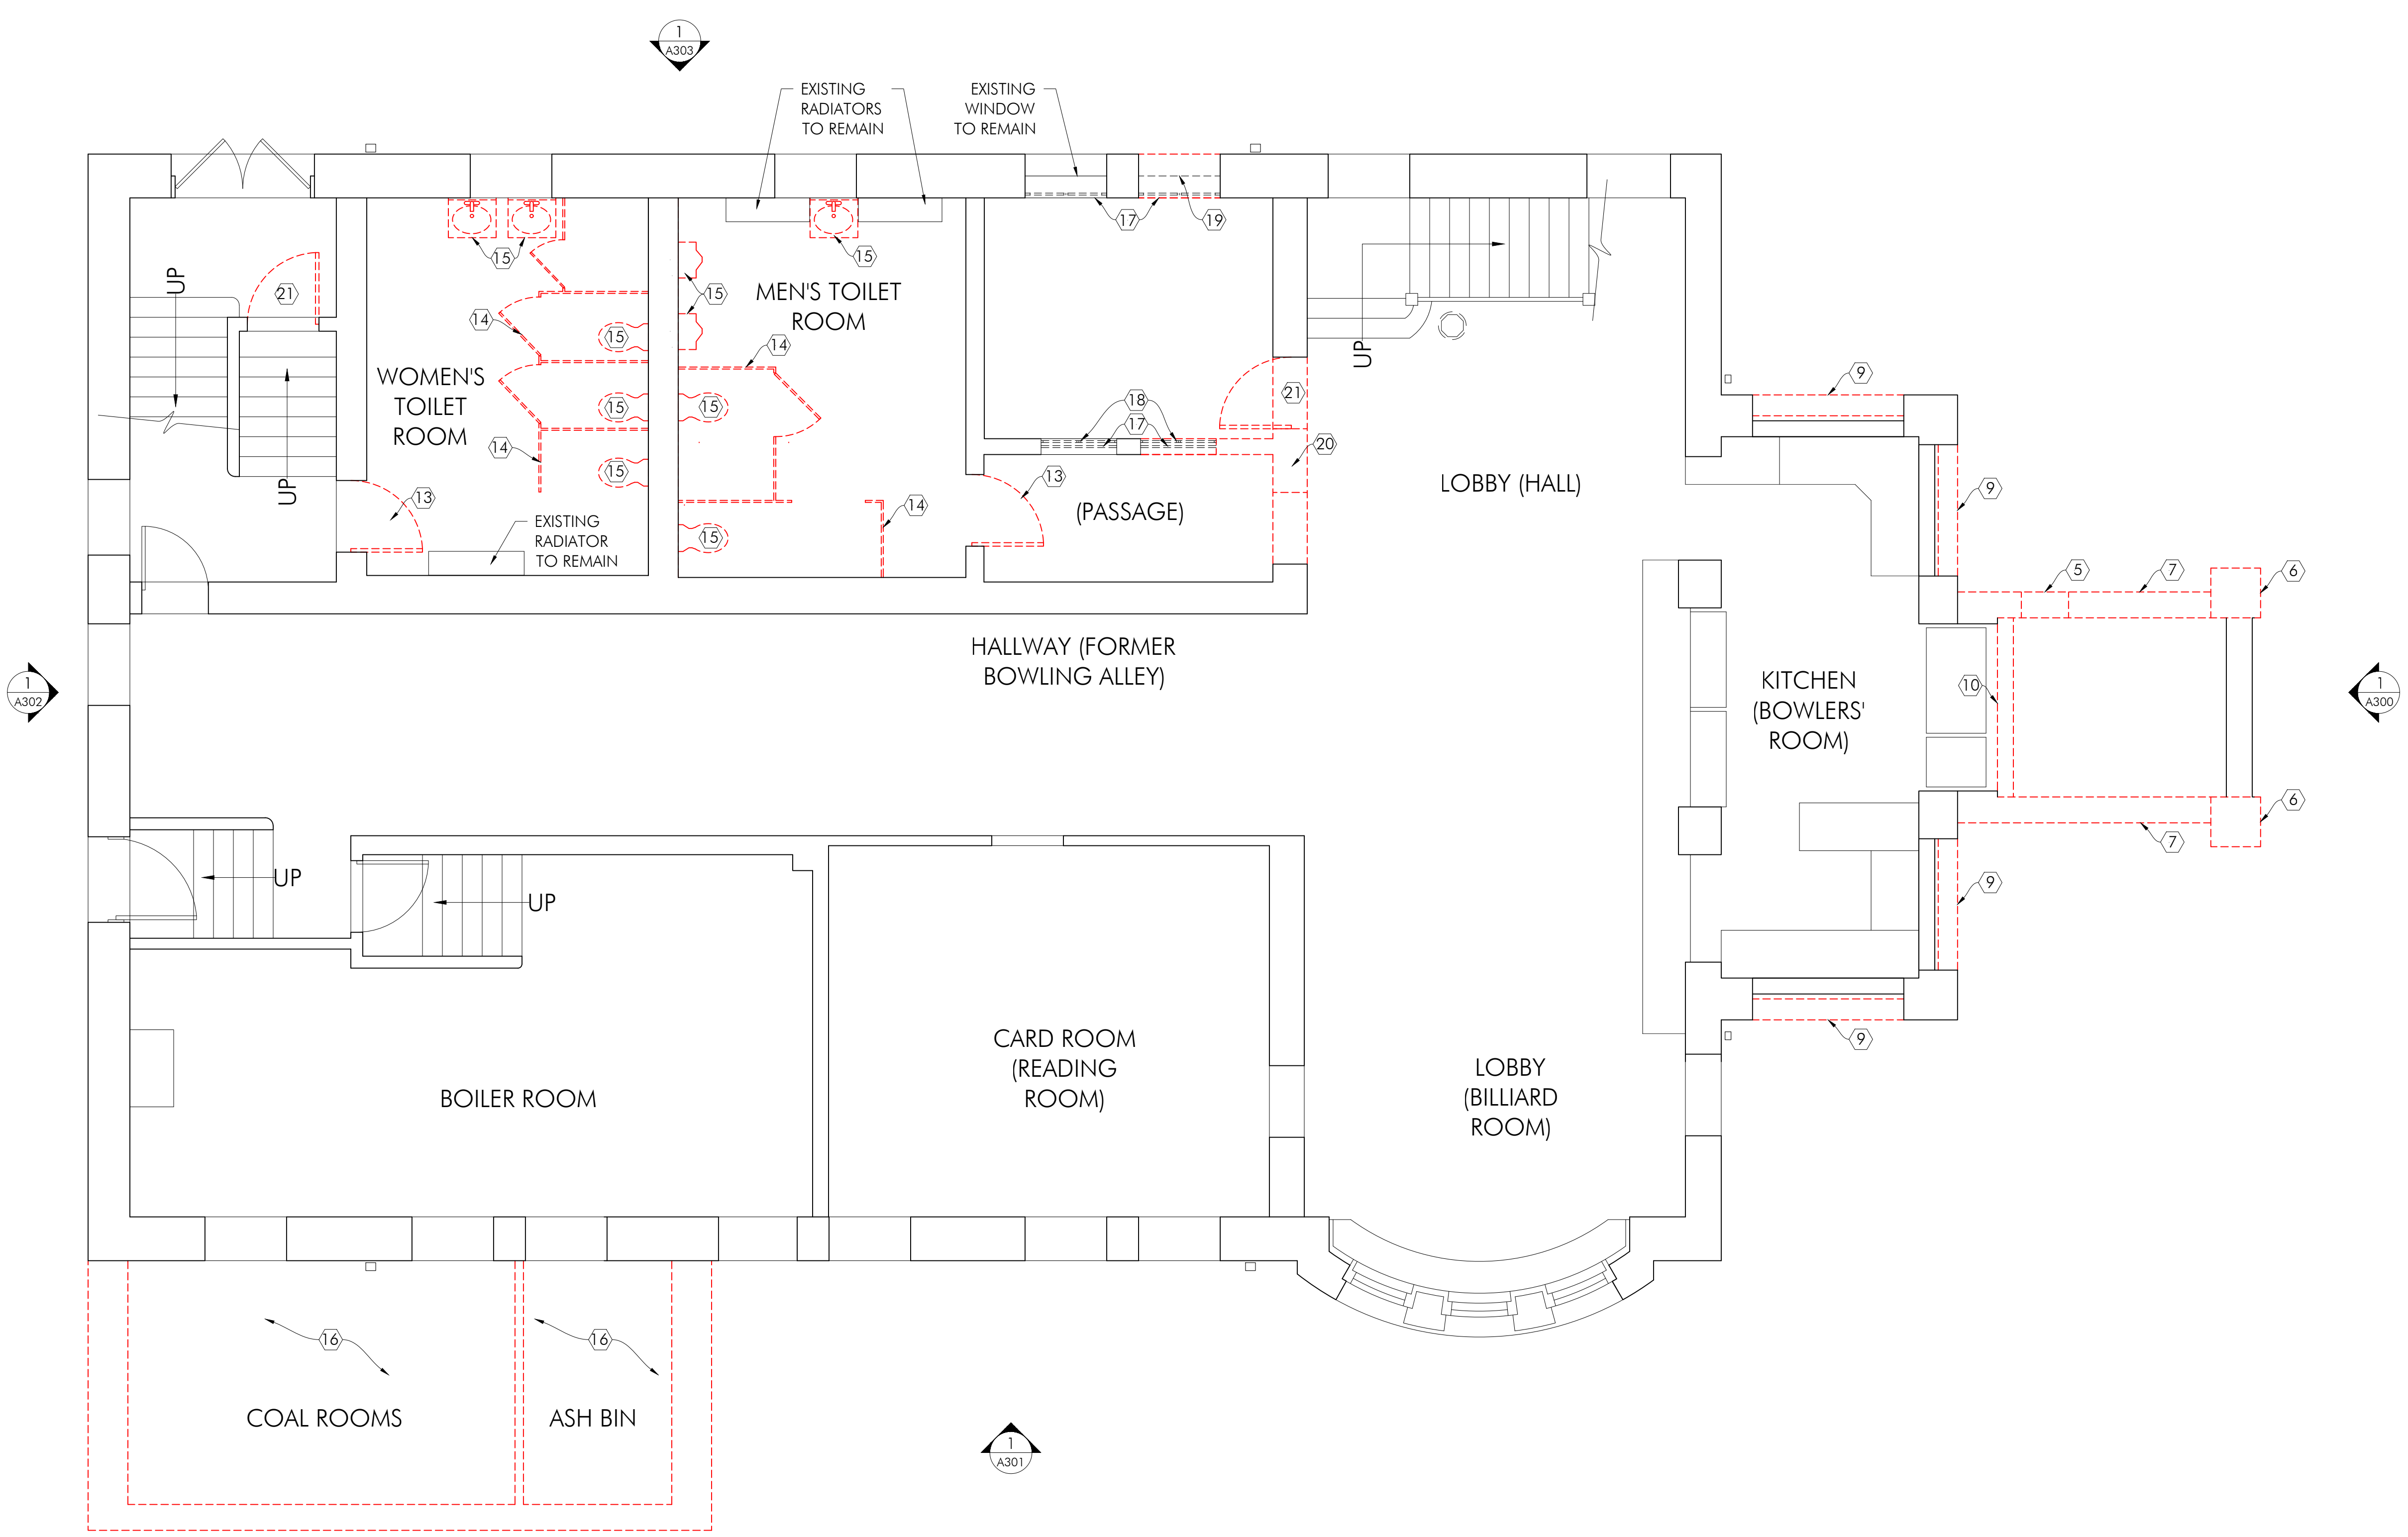 1
A303
EXISTING
RADIATORS
TO REMAIN
EXISTING
WINDOW
TO REMAIN
17
19
15
15
21
UP
15
MEN'S TOILET
ROOM
14
15
14
WOMEN'S
TOILET
ROOM
15
15
15
14
15
14
15
18
17
21
20
UP
9
UP
13
EXISTING
RADIATOR
TO REMAIN
13
(PASSAGE)
LOBBY (HALL)
9
5
7
6
HALLWAY (FORMER
BOWLING ALLEY)
KITCHEN
(BOWLERS'
ROOM)
10
1
A302
1
A300
6
7
9
UP
UP
9
BOILER ROOM
CARD ROOM
(READING
ROOM)
LOBBY
(BILLIARD
ROOM)
16
16
COAL ROOMS
ASH BIN
1
A301